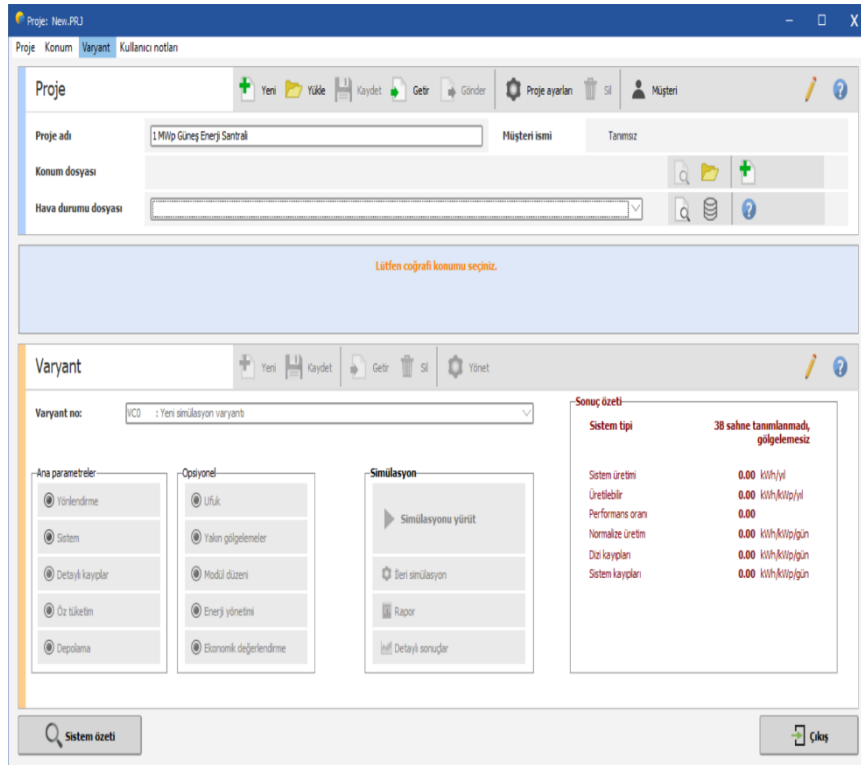 Proje: New.PRJ
Proje Konum Varyant Kullanıcı notları
Proje
Yeni Yükle Kaydet Getir Gönder Proje ayarları Sil Müşteri
Proje adı 1 MWp Güneş Enerji Santrali Müşteri ismi Tanımsız
Konum dosyası
Hava durumu dosyası
Lütfen coğrafi konumu seçiniz.
Varyant
Yeni Kaydet Getir Sil Yönet
Varyant no: VC0 : Yeni simülasyon varyantı
Sonuç özeti
Sistem tipi 38 sahne tanımlanmadı,
gölgelemesiz
Ana parametreler
Yönlendirme
Sistem
Detaylı kayıplar
Öz tüketim
Depolama
Opsiyonel
Ufuk
Yakın gölgelemeler
Modül düzeni
Enerji yönetimi
Ekonomik değerlendirme
Simülasyon
Simülasyonu yürüt
İleri simülasyon
Rapor
Detaylı sonuçlar
Sistem üretimi 0.00 kWh/yıl
Üretilebilir 0.00 kWh/kWp/yıl
Performans oranı 0.00
Normalize üretim 0.00 kWh/kWp/gün
Dizi kayıpları 0.00 kWh/kWp/gün
Sistem kayıpları 0.00 kWh/kWp/gün
Sistem özeti
Çıkış